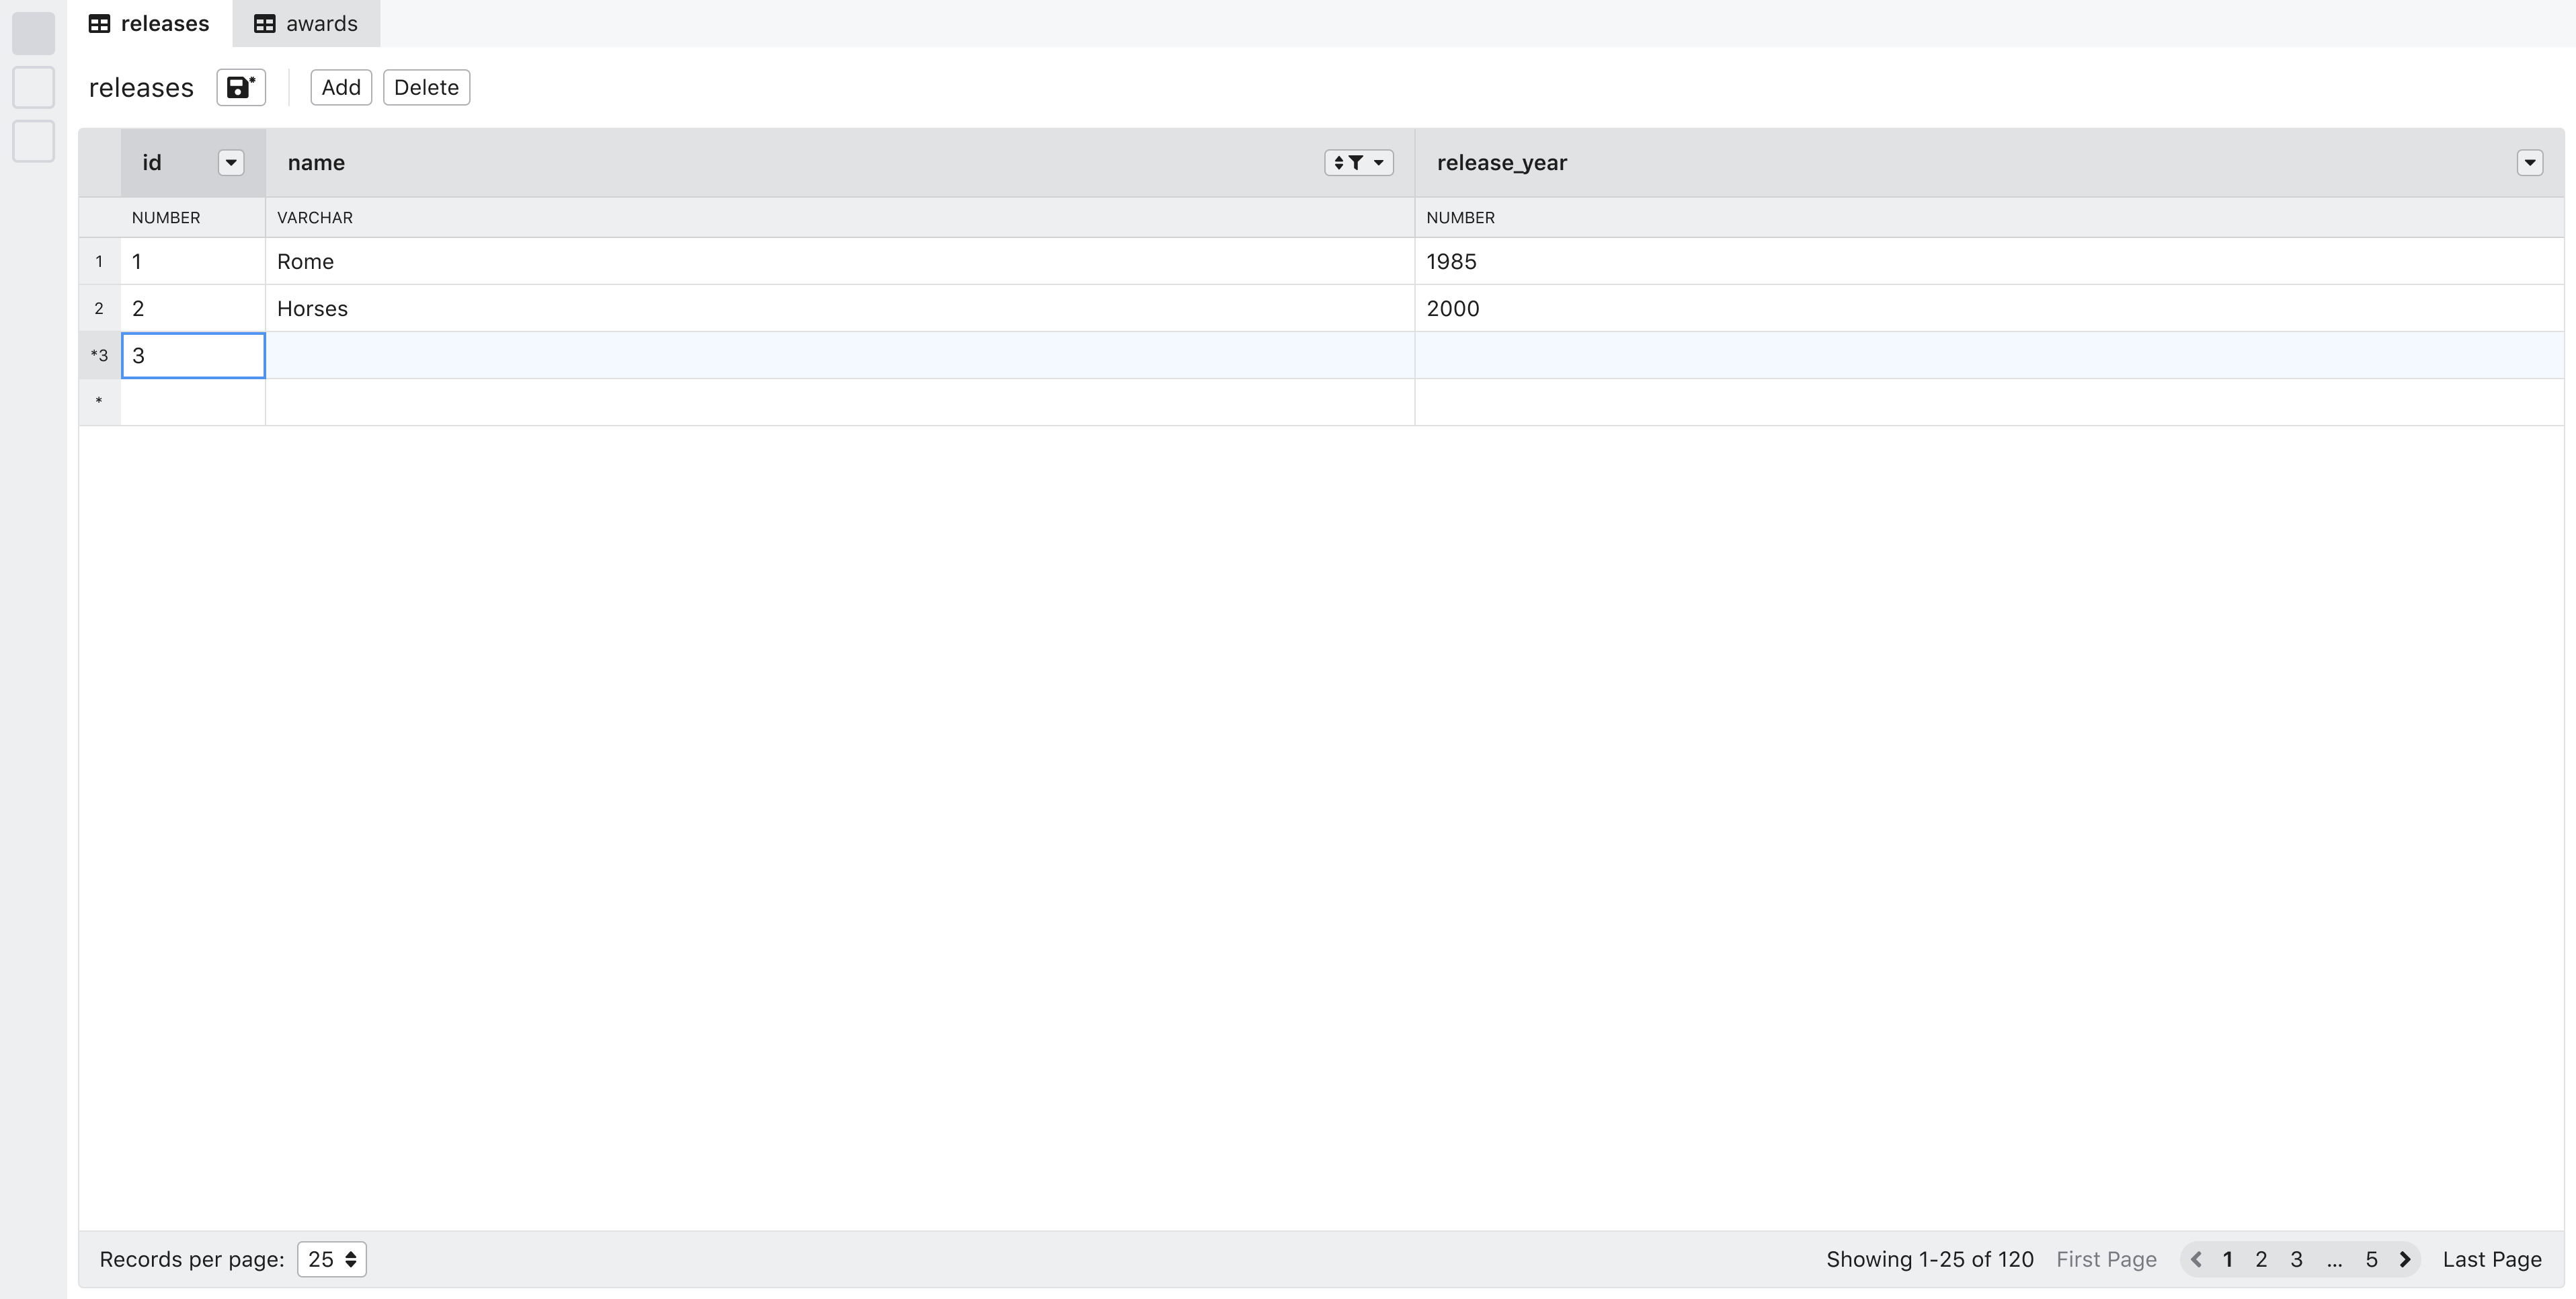 releases awards
releases * Add Delete
id name release_year
NUMBER VARCHAR NUMBER
1 1 Rome 1985
2 2 Horses 2000
*3 3
*
Records per page: 25 Showing 1-25 of 120 First Page 1 2 3 ... 5 Last Page